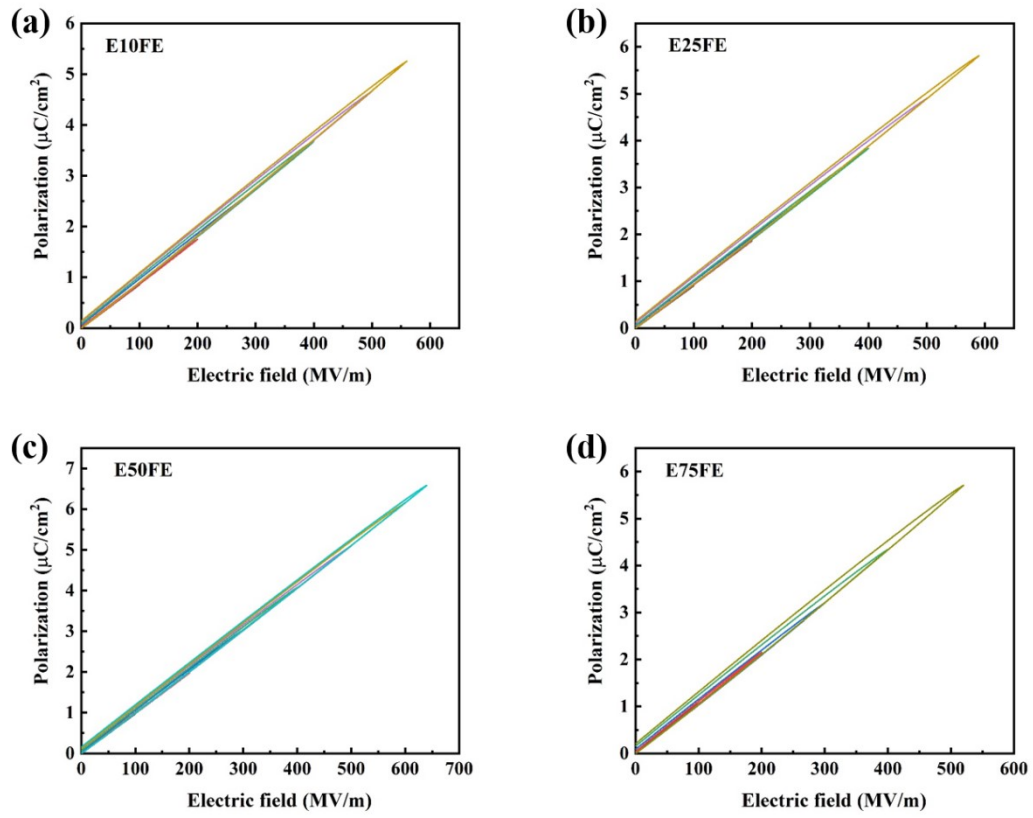 (a)
E10FE
Polarization (μC/cm²)
6
5
4
3
2
1
0
0 100 200 300 400 500 600
Electric field (MV/m)
(b)
E25FE
Polarization (μC/cm²)
6
5
4
3
2
1
0
0 100 200 300 400 500 600
Electric field (MV/m)
(c)
E50FE
Polarization (μC/cm²)
7
6
5
4
3
2
1
0
0 100 200 300 400 500 600 700
Electric field (MV/m)
(d)
E75FE
Polarization (μC/cm²)
6
5
4
3
2
1
0
0 100 200 300 400 500 600
Electric field (MV/m)